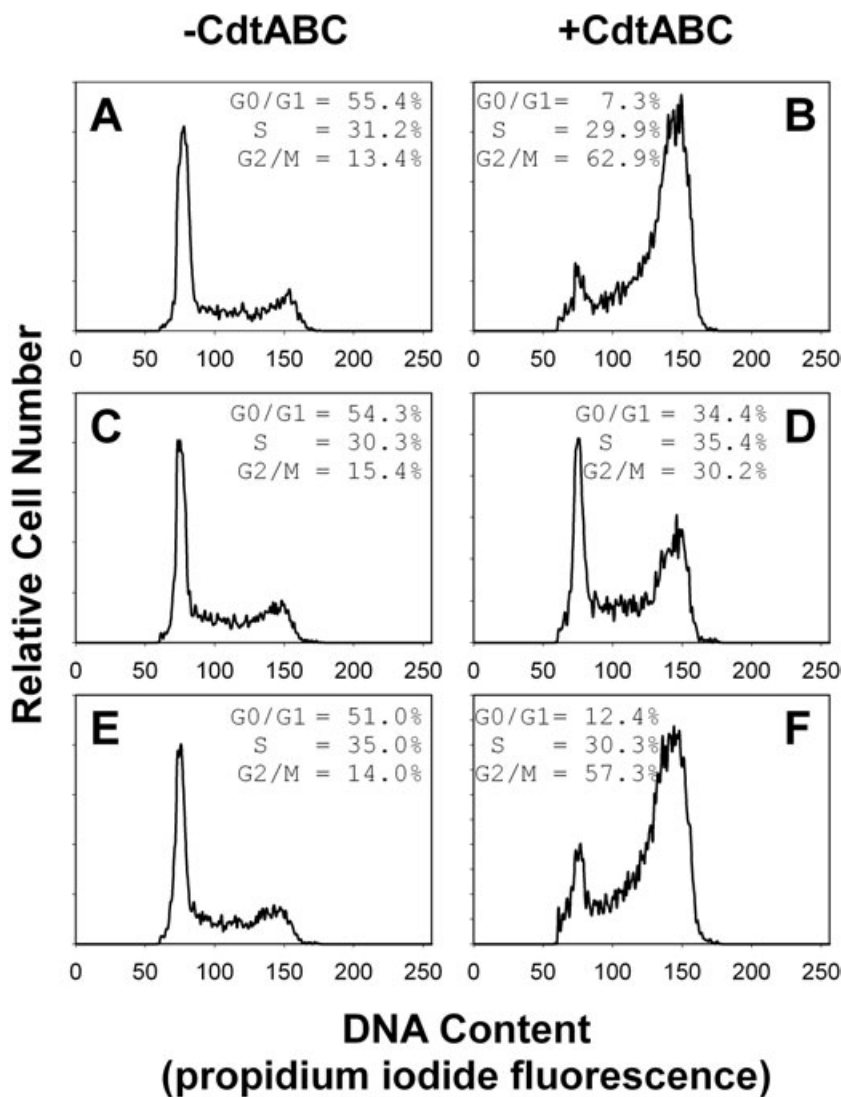 -CdtABC +CdtABC
A
G0/G1 = 55.4%
S = 31.2%
G2/M = 13.4%
0 50 100 150 200 250
B
G0/G1= 7.3%
S = 29.9%
G2/M = 62.9%
0 50 100 150 200 250
C
G0/G1 = 54.3%
S = 30.3%
G2/M = 15.4%
0 50 100 150 200 250
D
G0/G1 = 34.4%
S = 35.4%
G2/M = 30.2%
0 50 100 150 200 250
E
G0/G1 = 51.0%
S = 35.0%
G2/M = 14.0%
0 50 100 150 200 250
F
G0/G1 = 12.4%
S = 30.3%
G2/M = 57.3%
0 50 100 150 200 250
Relative Cell Number
DNA Content
(propidium iodide fluorescence)